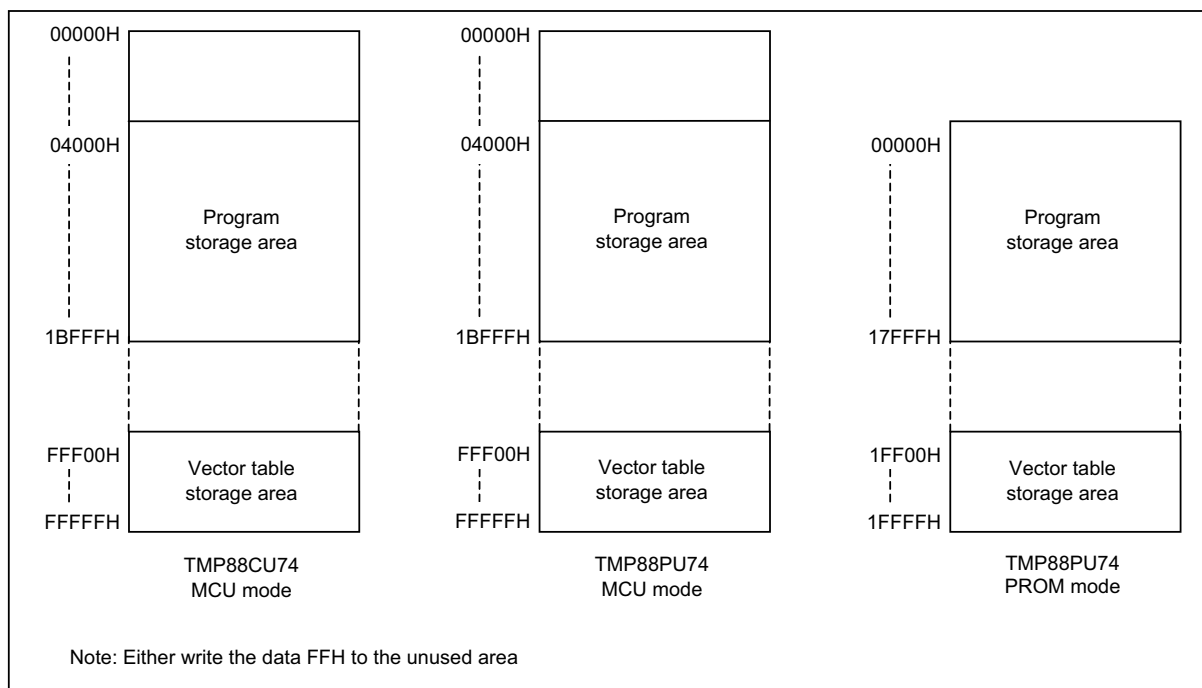 00000H
04000H
Program
storage area
1BFFFH
FFF00H
Vector table
storage area
FFFFFH
TMP88CU74
MCU mode
00000H
04000H
Program
storage area
1BFFFH
FFF00H
Vector table
storage area
FFFFFH
TMP88PU74
MCU mode
00000H
Program
storage area
17FFFH
1FF00H
Vector table
storage area
1FFFFH
TMP88PU74
PROM mode
Note: Either write the data FFH to the unused area